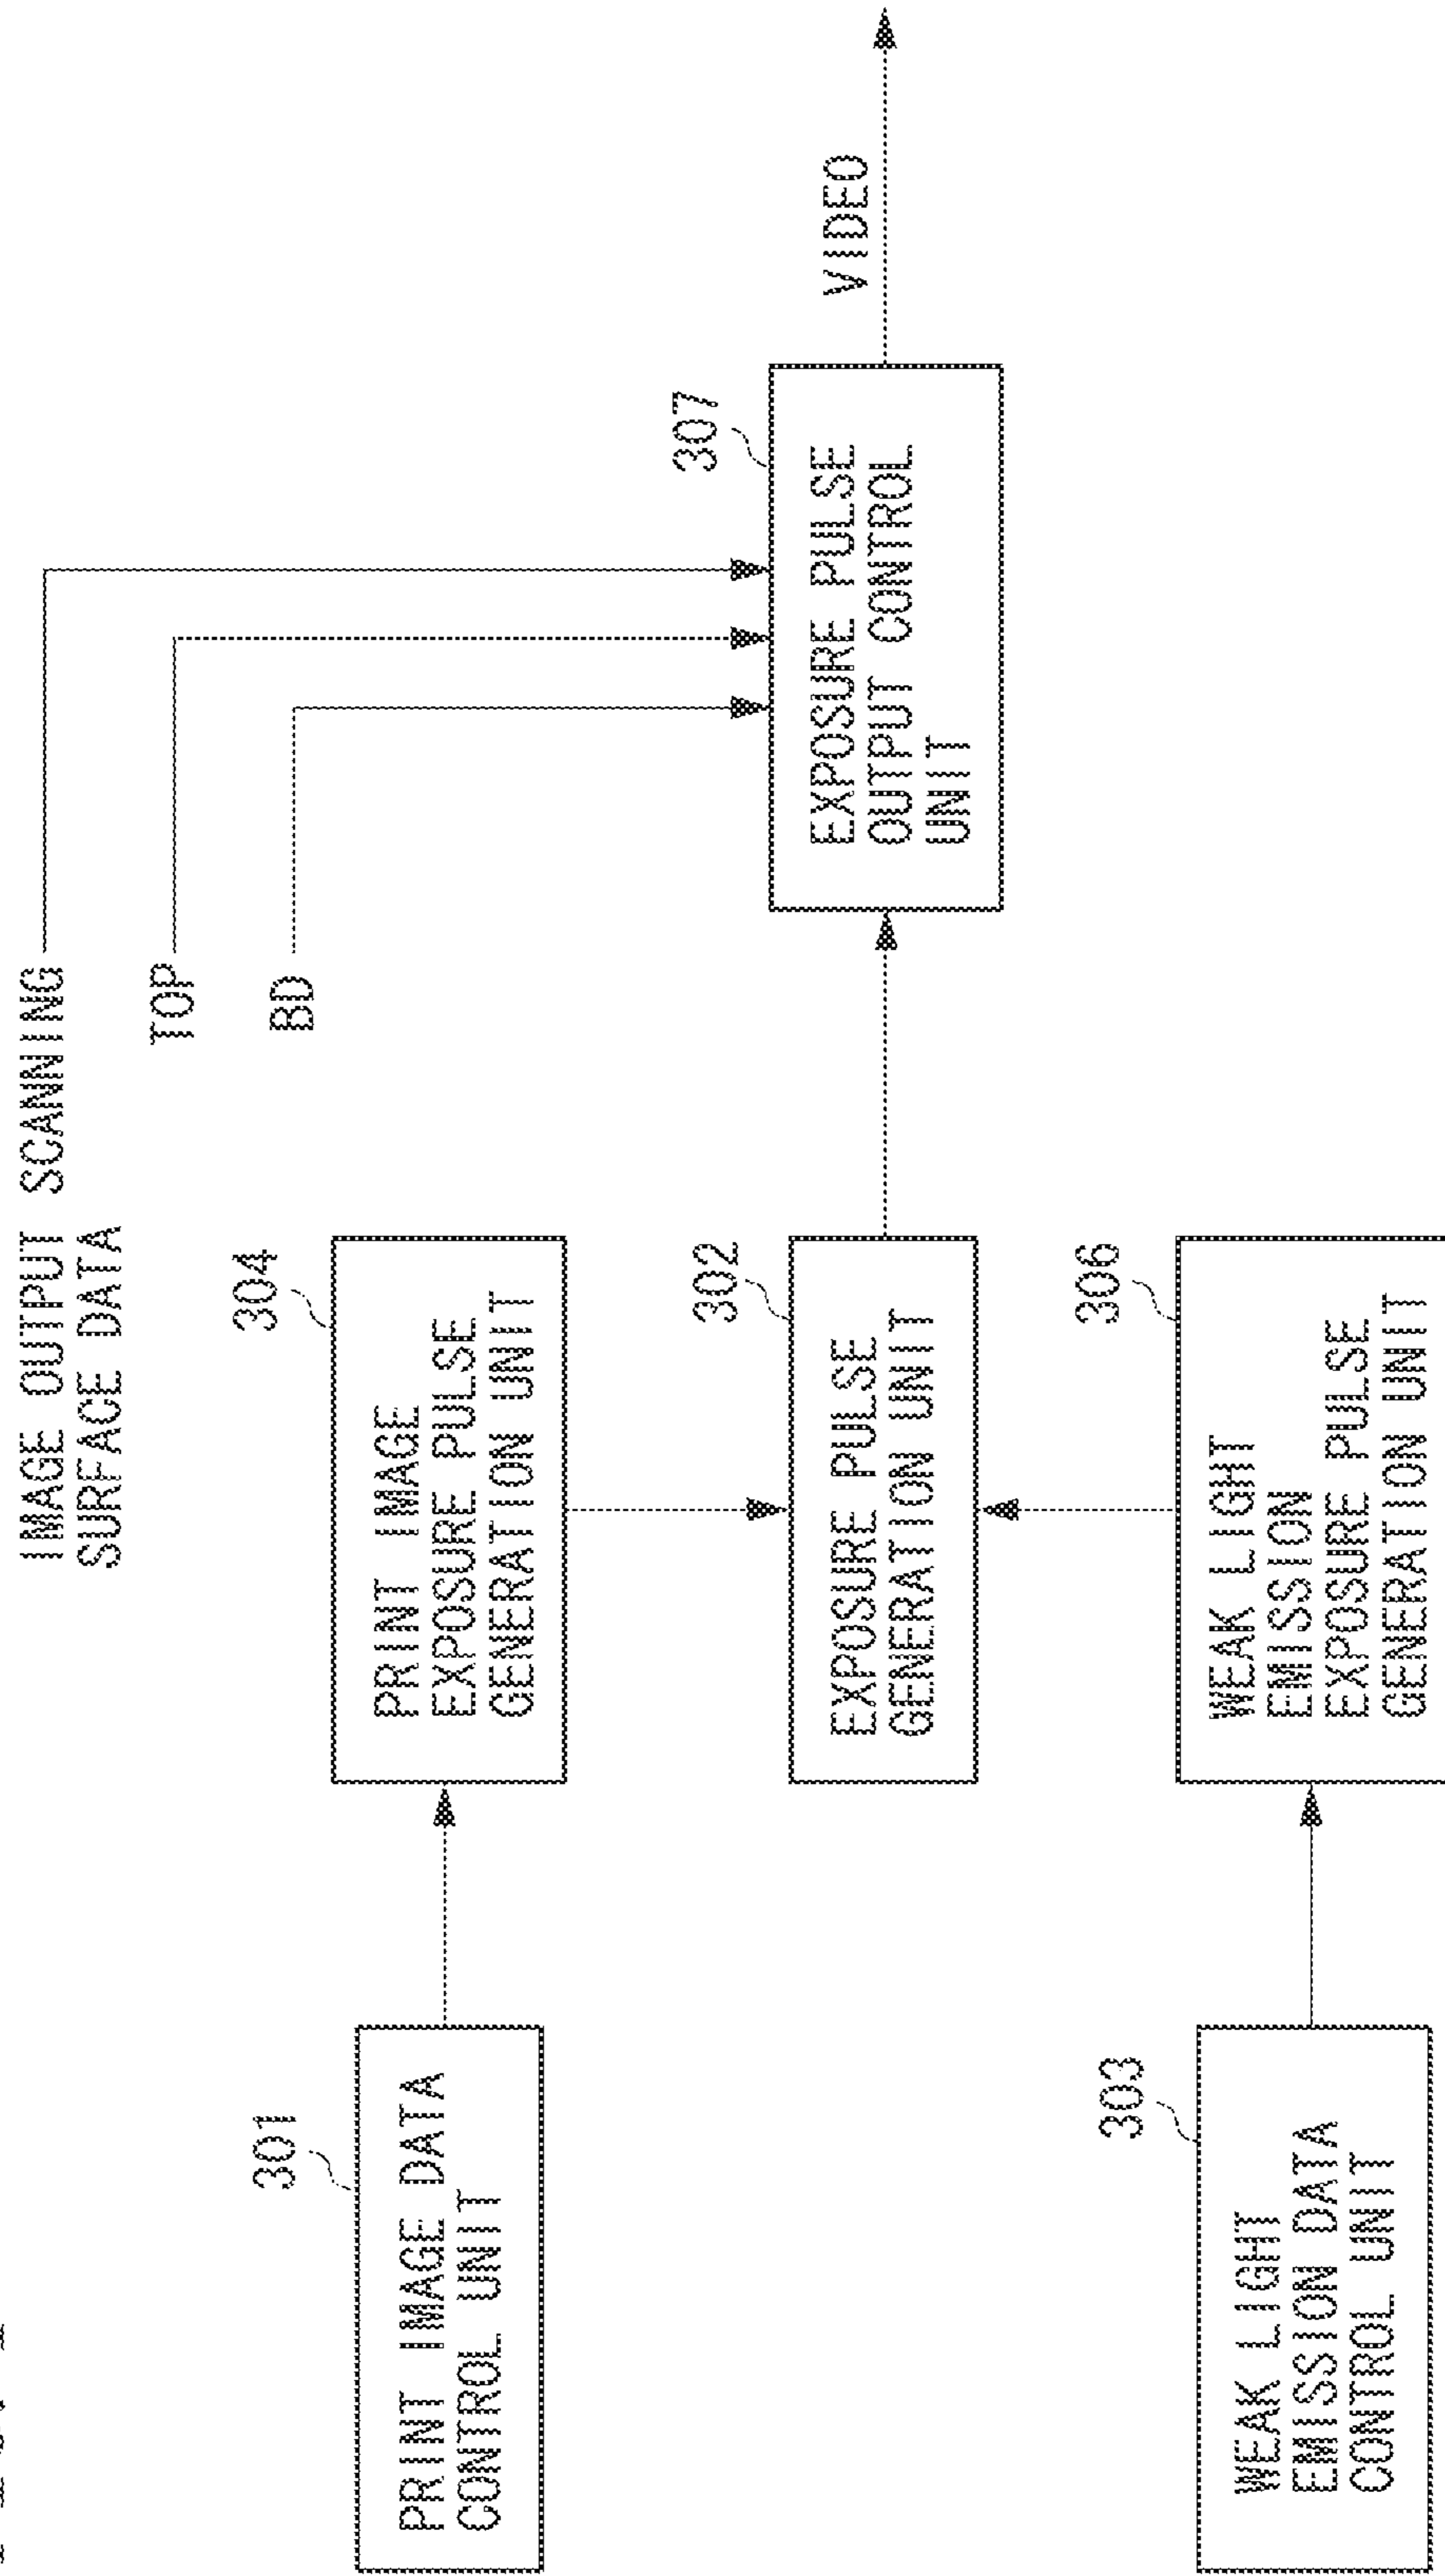 IMAGE OUTPUT SCANNING
SURFACE DATA
TOP
BD
304
PRINT IMAGE
EXPOSURE PULSE
GENERATION UNIT
301
PRINT IMAGE DATA
CONTROL UNIT
307
EXPOSURE PULSE
OUTPUT CONTROL
UNIT
VIDEO
302
EXPOSURE PULSE
GENERATION UNIT
306
WEAK LIGHT
EMISSION
EXPOSURE PULSE
GENERATION UNIT
303
WEAK LIGHT
EMISSION DATA
CONTROL UNIT